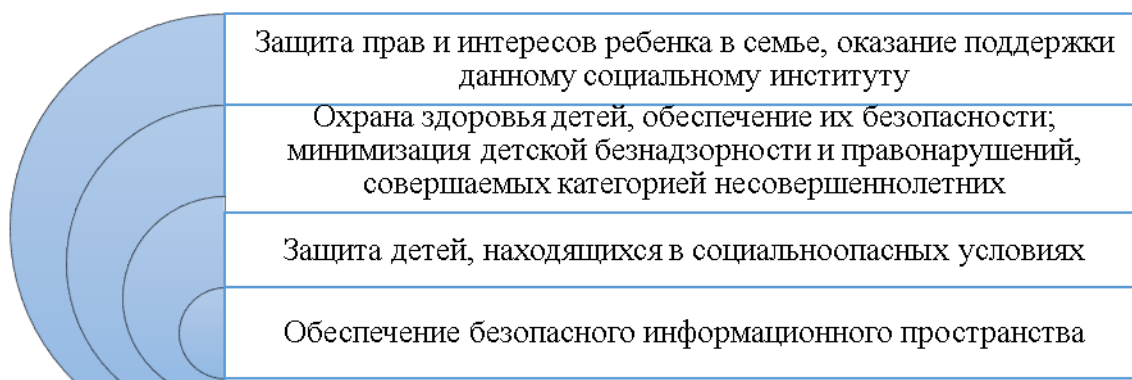 Защита прав и интересов ребенка в семье, оказание поддержки
данному социальному институту
Охрана здоровья детей, обеспечение их безопасности;
минимизация детской безнадзорности и правонарушений,
совершаемых категорией несовершеннолетних
Защита детей, находящихся в социальноопасных условиях
Обеспечение безопасного информационного пространства